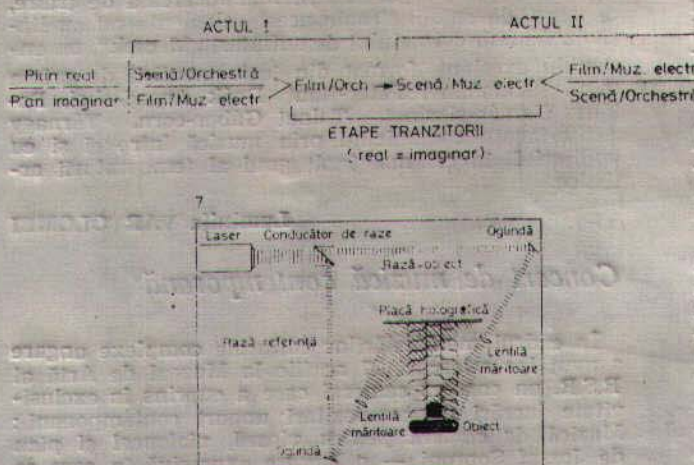 ACTUL I ACTUL II
Plan real Scenă/Orchestră Film/Orch → Scenă/Muz. electr Film/Muz. electr
Plan imaginar Film/Muz electr Scenă/Orchestră
ETAPE TRANZITORII
(real = imaginar)
7
Laser Conducător de raze Oglindă
Rază-obiect
Placă holografică
Rază referință
Lentilă
măritoare
Lentilă
măritoare
Obiect
Oglindă